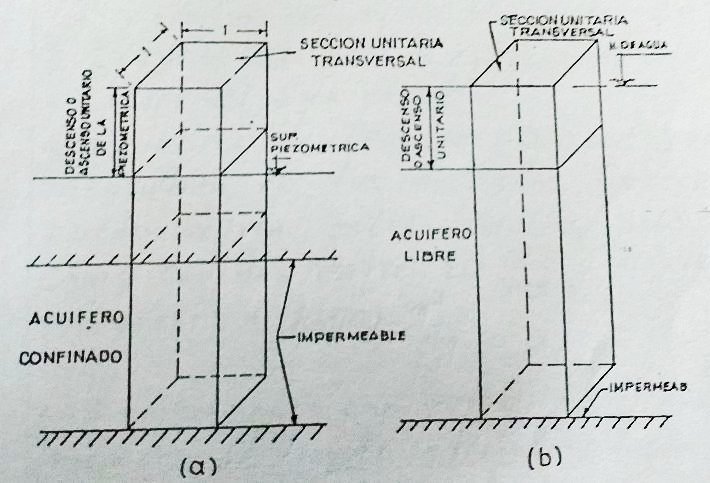 1
1
SECCION UNITARIA
TRANSVERSAL
DESCENSO O
ASCENSO UNITARIO
DE LA
PIEZOMETRICA
SUP.
PIEZOMETRICA
ACUIFERO
CONFINADO
IMPERMEABLE
(a)
SECCION UNITARIA
TRANSVERSAL
N. DE AGUA
DESCENSO
O ASCENSO
UNITARIO
ACUIFERO
LIBRE
IMPERMEAB
(b)